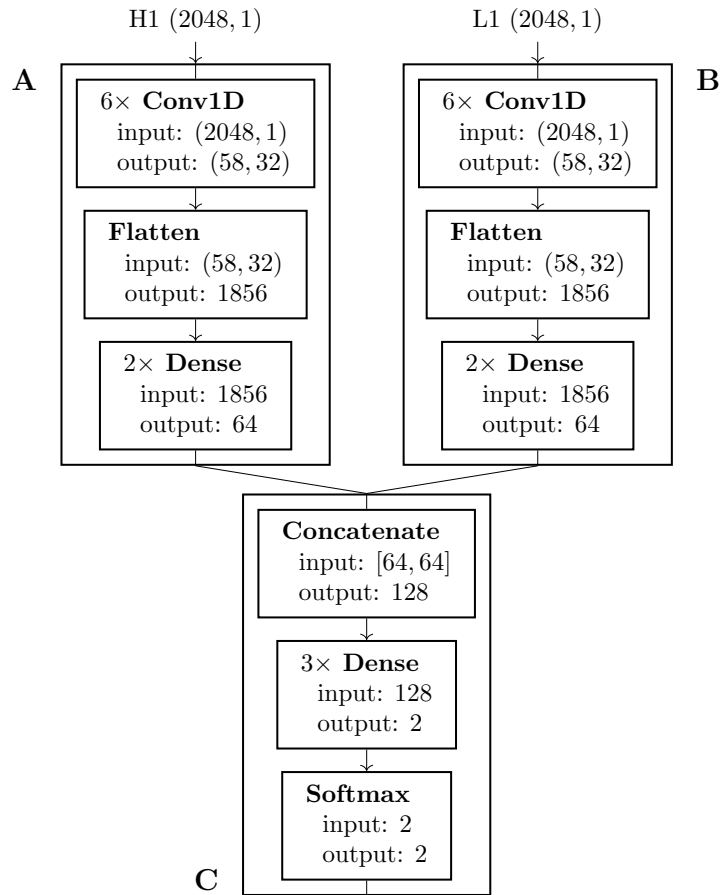 H1 (2048, 1)
A
6× Conv1D
input: (2048, 1)
output: (58, 32)
Flatten
input: (58, 32)
output: 1856
2× Dense
input: 1856
output: 64
L1 (2048, 1)
B
6× Conv1D
input: (2048, 1)
output: (58, 32)
Flatten
input: (58, 32)
output: 1856
2× Dense
input: 1856
output: 64
Concatenate
input: [64, 64]
output: 128
3× Dense
input: 128
output: 2
Softmax
input: 2
output: 2
C